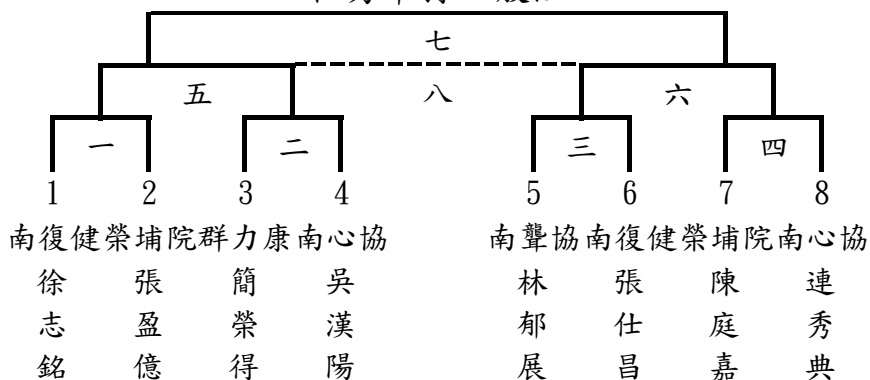 七
五 八 六
一 二 三 四
1 2 3 4 5 6 7 8
南復健 榮埔院 群力康 南心協 南聾協 南復健 榮埔院 南心協
徐 張 簡 吳 林 張 陳 連
志 盈 榮 漢 郁 仕 庭 秀
銘 億 得 陽 展 昌 嘉 典